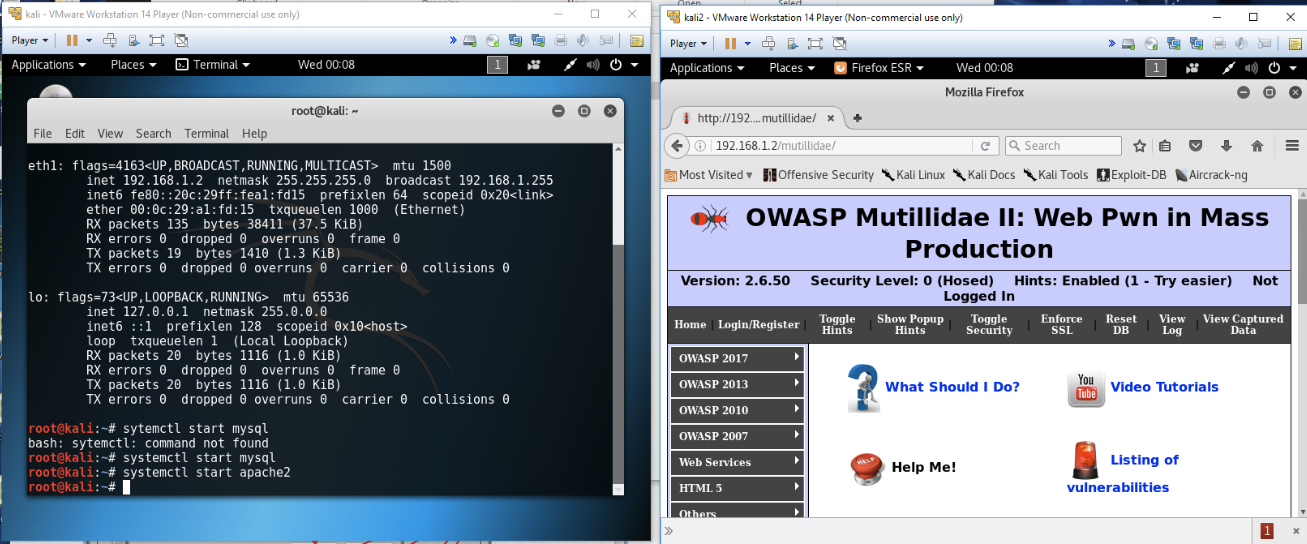 kali - VMware Workstation 14 Player (Non-commercial use only)
Player
Applications Places Terminal Wed 00:08 1
root@kali: ~
File Edit View Search Terminal Help
eth1: flags=4163<UP,BROADCAST,RUNNING,MULTICAST> mtu 1500
inet 192.168.1.2 netmask 255.255.255.0 broadcast 192.168.1.255
inet6 fe80::20c:29ff:fea1:fd15 prefixlen 64 scopeid 0x20<link>
ether 00:0c:29:a1:fd:15 txqueuelen 1000 (Ethernet)
RX packets 135 bytes 38411 (37.5 KiB)
RX errors 0 dropped 0 overruns 0 frame 0
TX packets 19 bytes 1410 (1.3 KiB)
TX errors 0 dropped 0 overruns 0 carrier 0 collisions 0
lo: flags=73<UP,LOOPBACK,RUNNING> mtu 65536
inet 127.0.0.1 netmask 255.0.0.0
inet6 ::1 prefixlen 128 scopeid 0x10<host>
loop txqueuelen 1 (Local Loopback)
RX packets 20 bytes 1116 (1.0 KiB)
RX errors 0 dropped 0 overruns 0 frame 0
TX packets 20 bytes 1116 (1.0 KiB)
TX errors 0 dropped 0 overruns 0 carrier 0 collisions 0
root@kali:~# sytemctl start mysql
bash: sytemctl: command not found
root@kali:~# systemctl start mysql
root@kali:~# systemctl start apache2
root@kali:~#
kali2 - VMware Workstation 14 Player (Non-commercial use only)
Player
Applications Places Firefox ESR Wed 00:08 1
Mozilla Firefox
http://192....mutillidae/
192.168.1.2/mutillidae/ Search
Most Visited Offensive Security Kali Linux Kali Docs Kali Tools Exploit-DB Aircrack-ng
OWASP Mutillidae II: Web Pwn in Mass
Production
Version: 2.6.50 Security Level: 0 (Hosed) Hints: Enabled (1 - Try easier) Not
Logged In
Home | Login/Register | Toggle Hints | Show Popup Hints | Toggle Security | Enforce SSL | Reset DB | View Log | View Captured Data
OWASP 2017
OWASP 2013
OWASP 2010
OWASP 2007
Web Services
HTML 5
Others
What Should I Do?
You Tube
Video Tutorials
HELP
Help Me!
Listing of
vulnerabilities
1